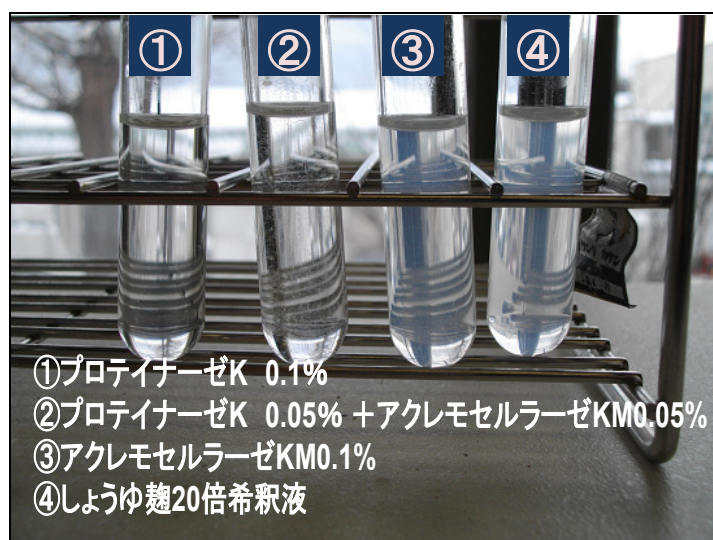 ① ② ③ ④
①プロテイナーゼK 0.1%
②プロテイナーゼK 0.05% +アクレモセルラーゼKM0.05%
③アクレモセルラーゼKM0.1%
④しょうゆ麹20倍希釈液